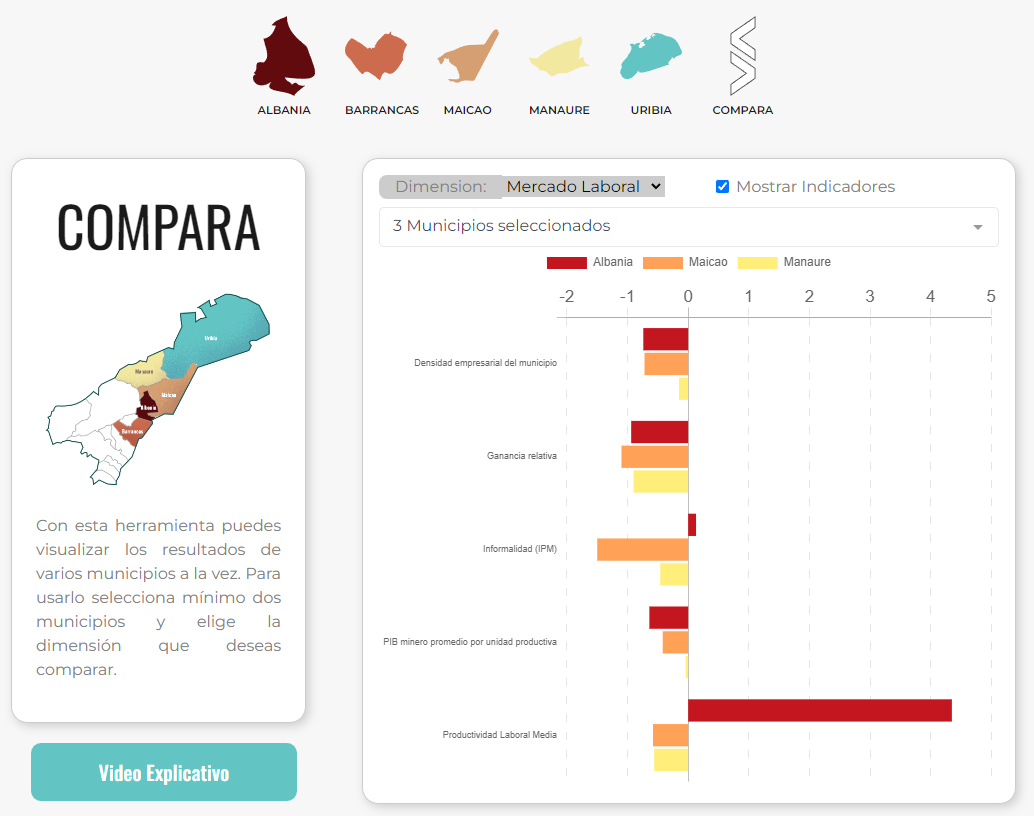 ALBANIA
BARRANCAS
MAICAO
MANAURE
URIBIA
COMPARA
COMPARA
Uribia
Manaure
Maicao
Albania
Barrancas
Con esta herramienta puedes
visualizar los resultados de
varios municipios a la vez. Para
usarlo selecciona mínimo dos
municipios y elige la
dimensión que deseas
comparar.
Video Explicativo
Dimension: Mercado Laboral
Mostrar Indicadores
3 Municipios seleccionados
Albania Maicao Manaure
-2 -1 0 1 2 3 4 5
Densidad empresarial del municipio
Ganancia relativa
Informalidad (IPM)
PIB minero promedio por unidad productiva
Productividad Laboral Media